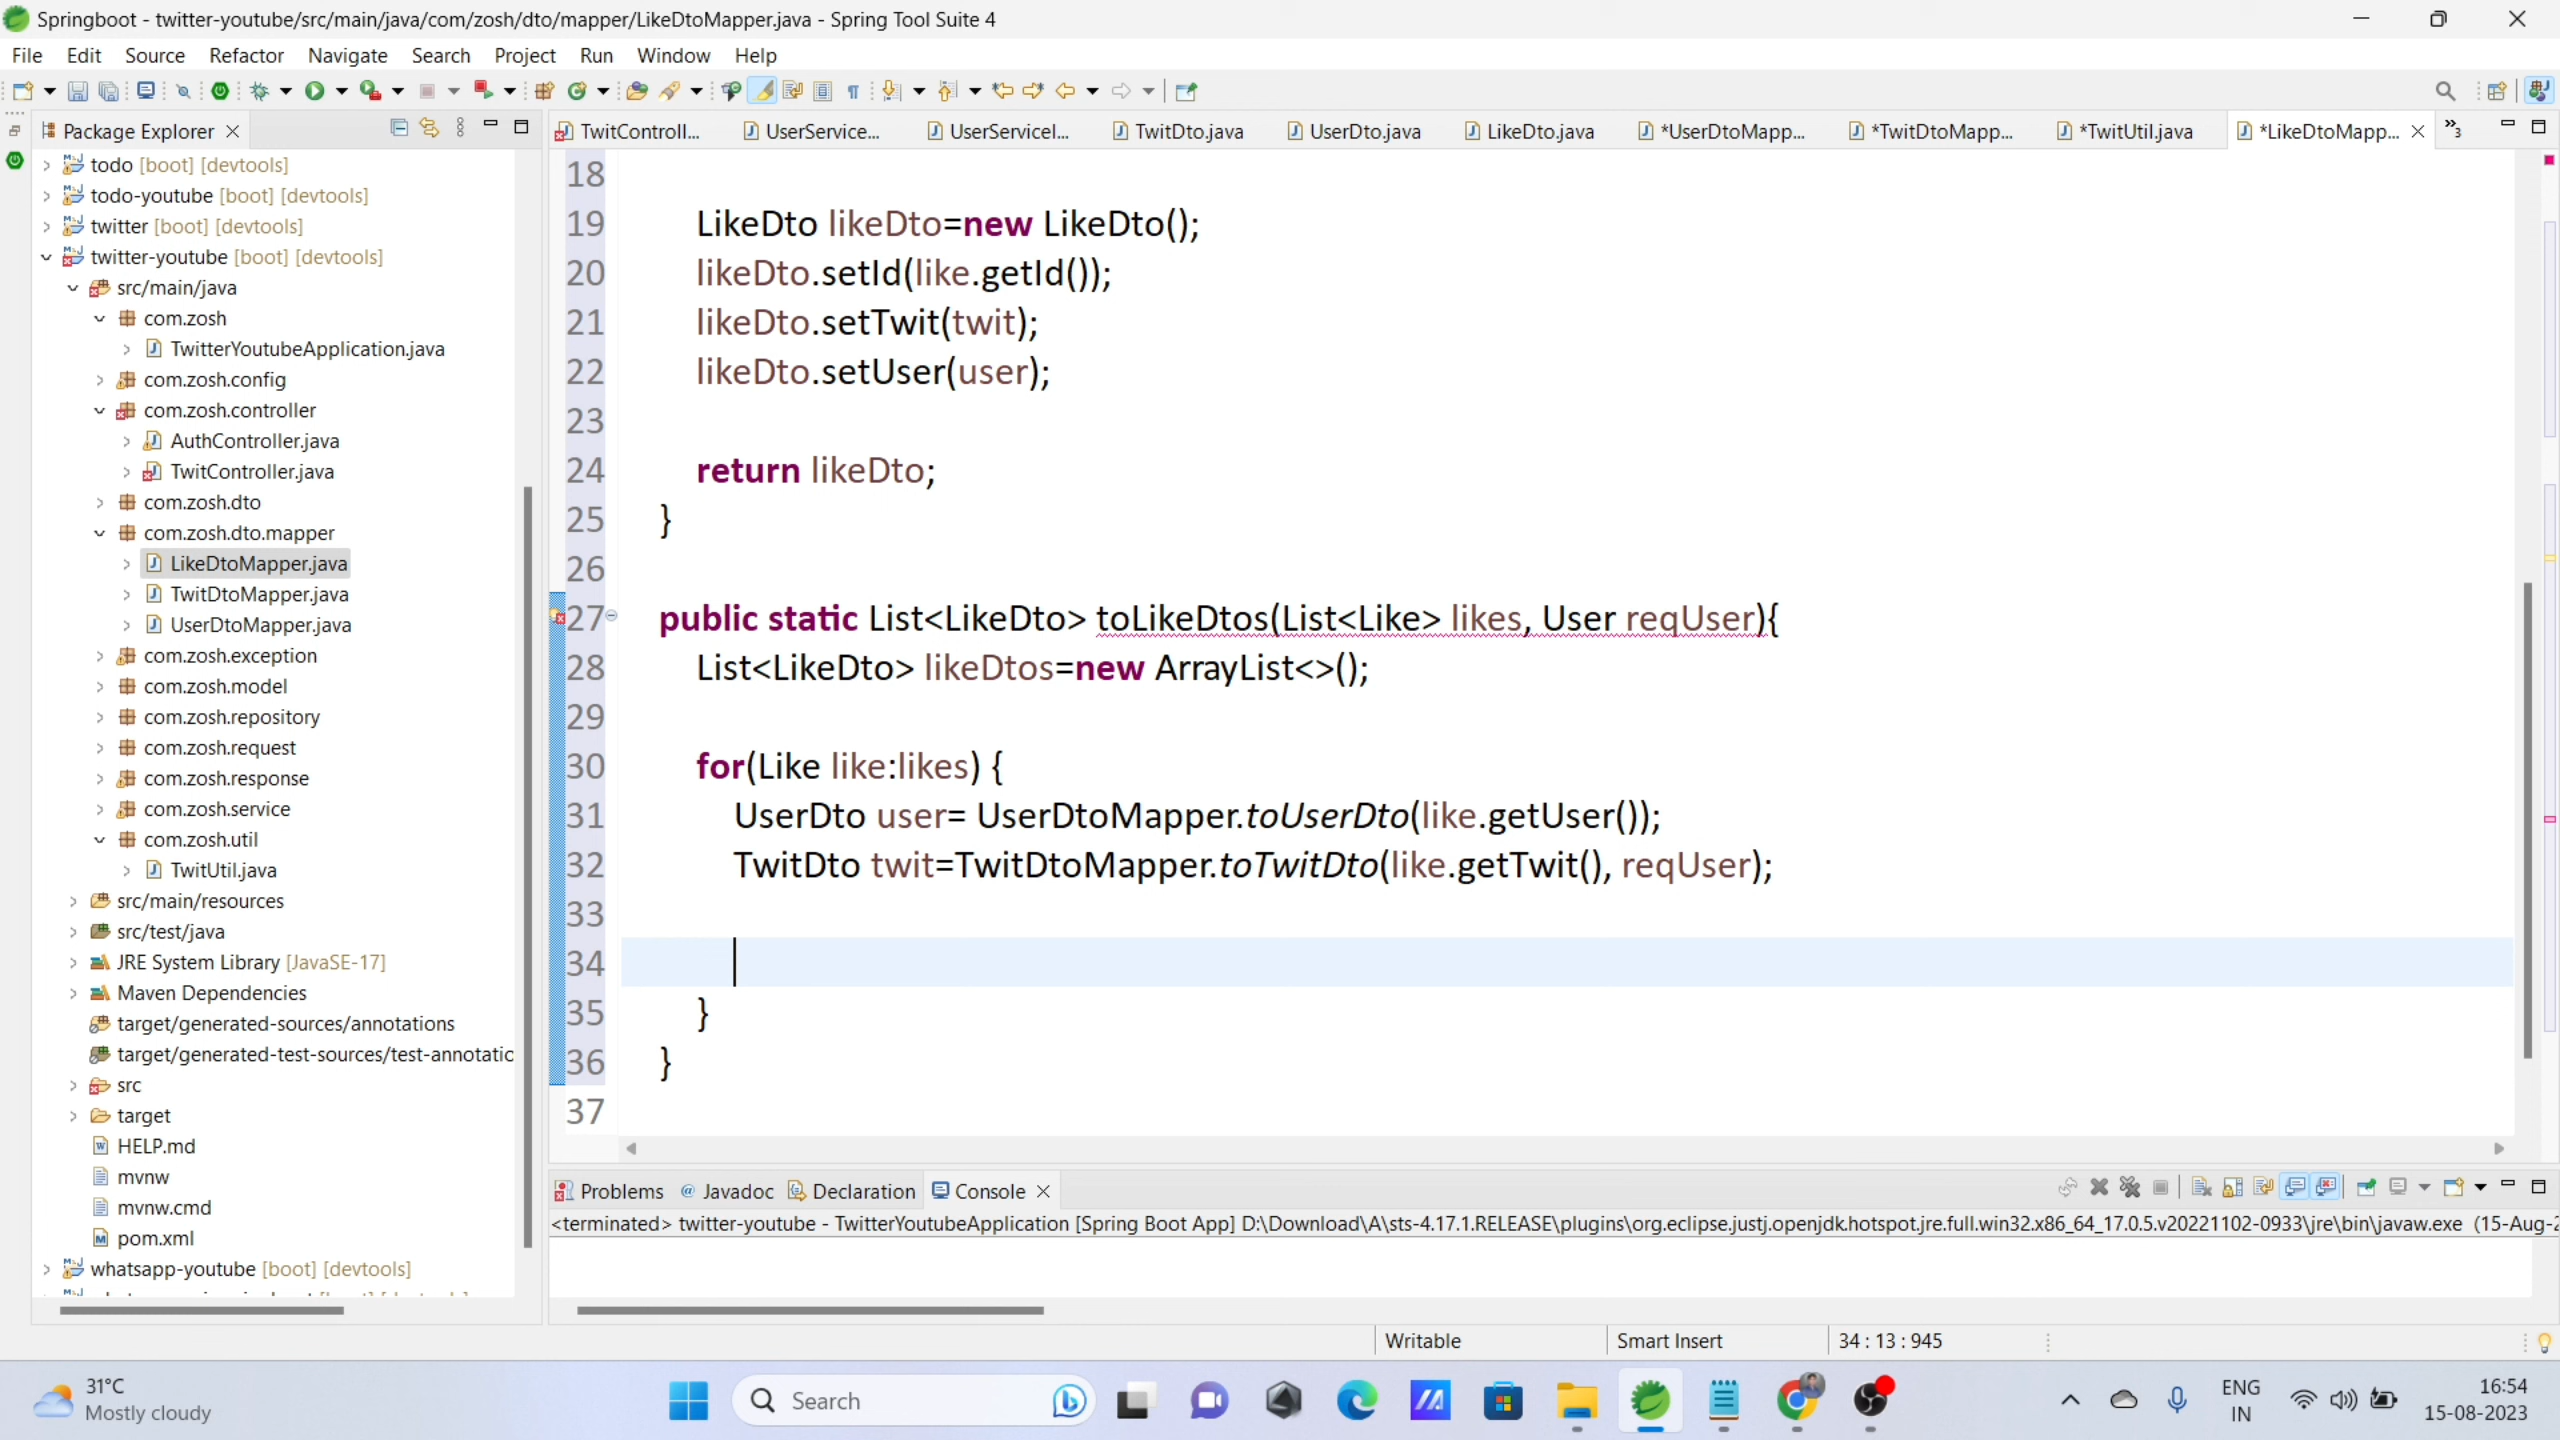 Springboot - twitter-youtube/src/main/java/com/zosh/dto/mapper/LikeDtoMapper.java - Spring Tool Suite 4
File Edit Source Refactor Navigate Search Project Run Window Help
Package Explorer
TwitControll... UserService... UserServiceI... TwitDto.java UserDto.java LikeDto.java *UserDtoMapp... *TwitDtoMapp... *TwitUtil.java *LikeDtoMapp... »3
todo [boot] [devtools]
todo-youtube [boot] [devtools]
twitter [boot] [devtools]
twitter-youtube [boot] [devtools]
src/main/java
com.zosh
TwitterYoutubeApplication.java
com.zosh.config
com.zosh.controller
AuthController.java
TwitController.java
com.zosh.dto
com.zosh.dto.mapper
LikeDtoMapper.java
TwitDtoMapper.java
UserDtoMapper.java
com.zosh.exception
com.zosh.model
com.zosh.repository
com.zosh.request
com.zosh.response
com.zosh.service
com.zosh.util
TwitUtil.java
src/main/resources
src/test/java
JRE System Library [JavaSE-17]
Maven Dependencies
target/generated-sources/annotations
target/generated-test-sources/test-annotatio
src
target
HELP.md
mvnw
mvnw.cmd
pom.xml
whatsapp-youtube [boot] [devtools]
18
19 LikeDto likeDto=new LikeDto();
20 likeDto.setId(like.getId());
21 likeDto.setTwit(twit);
22 likeDto.setUser(user);
23
24 return likeDto;
25 }
26
27 public static List<LikeDto> toLikeDtos(List<Like> likes, User reqUser){
28 List<LikeDto> likeDtos=new ArrayList<>();
29
30 for(Like like:likes) {
31 UserDto user= UserDtoMapper.toUserDto(like.getUser());
32 TwitDto twit=TwitDtoMapper.toTwitDto(like.getTwit(), reqUser);
33
34
35 }
36 }
37
Problems @ Javadoc Declaration Console
<terminated> twitter-youtube - TwitterYoutubeApplication [Spring Boot App] D:\Download\A\sts-4.17.1.RELEASE\plugins\org.eclipse.justj.openjdk.hotspot.jre.full.win32.x86_64_17.0.5.v20221102-0933\jre\bin\javaw.exe (15-Aug-2
Writable Smart Insert 34 : 13 : 945
31°C
Mostly cloudy
Search
ENG
IN
16:54
15-08-2023